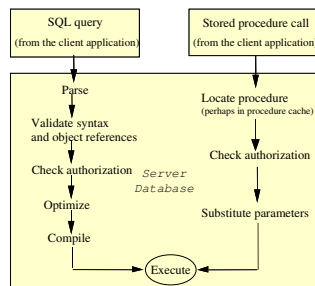 SQL query
(from the client application)
Stored procedure call
(from the client application)
Parse
Validate syntax
and object references
Check authorization
Optimize
Compile
Locate procedure
(perhaps in procedure cache)
Check authorization
Substitute parameters
Server
Database
Execute